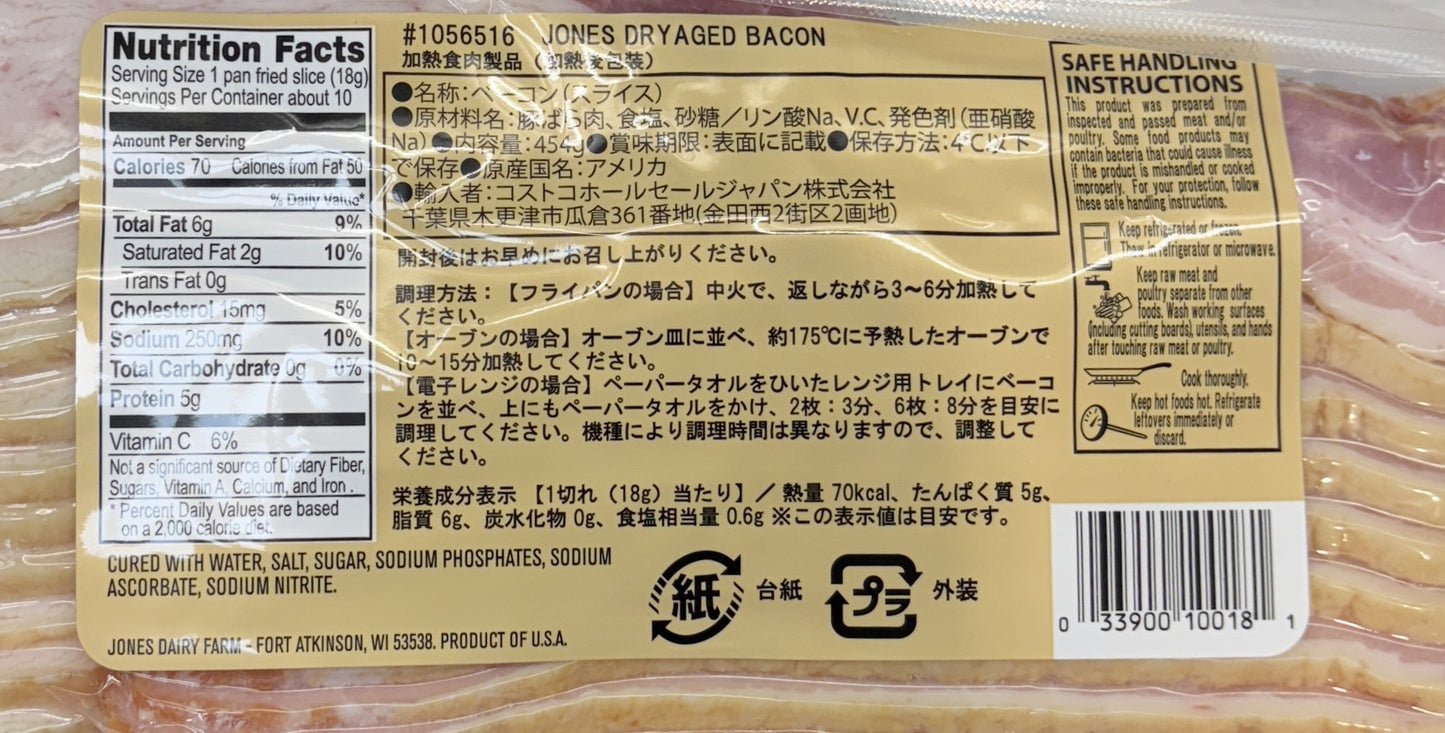 Nutrition Facts
Serving Size 1 pan fried slice (18g)
Servings Per Container about 10
Amount Per Serving
Calories 70 Calories from Fat 50
% Daily Value*
Total Fat 6g 9%
Saturated Fat 2g 10%
Trans Fat 0g
Cholesterol 15mg 5%
Sodium 250mg 10%
Total Carbohydrate 0g 0%
Protein 5g
Vitamin C 6%
Not a significant source of Dietary Fiber,
Sugars, Vitamin A, Calcium, and Iron .
* Percent Daily Values are based
on a 2,000 calorie diet.
CURED WITH WATER, SALT, SUGAR, SODIUM PHOSPHATES, SODIUM
ASCORBATE, SODIUM NITRITE.
JONES DAIRY FARM - FORT ATKINSON, WI 53538. PRODUCT OF U.S.A.
#1056516 JONES DRYAGED BACON
加熱食肉製品(加熱後包装)
●名称:ベーコン(スライス)
●原材料名:豚ばら肉、食塩、砂糖/リン酸Na、V.C、発色剤(亜硝酸
Na)●内容量:454g●賞味期限:表面に記載●保存方法:4℃以下
で保存●原産国名:アメリカ
●輸入者:コストコホールセールジャパン株式会社
千葉県木更津市瓜倉361番地(金田西2街区2画地)
開封後はお早めにお召し上がりください。
調理方法:【フライパンの場合】中火で、返しながら3〜6分加熱して
ください。
【オーブンの場合】オーブン皿に並べ、約175℃に予熱したオーブンで
10〜15分加熱してください。
【電子レンジの場合】ペーパータオルをひいたレンジ用トレイにベーコ
ンを並べ、上にもペーパータオルをかけ、2枚:3分、6枚:8分を目安に
調理してください。機種により調理時間は異なりますので、調整して
ください。
栄養成分表示【1切れ(18g)当たり】/熱量 70kcal、たんぱく質 5g、
脂質 6g、炭水化物 0g、食塩相当量 0.6g ※この表示値は目安です。
紙 台紙 プラ 外装
SAFE HANDLING
INSTRUCTIONS
This product was prepared from
inspected and passed meat and/or
poultry. Some food products may
contain bacteria that could cause illness
if the product is mishandled or cooked
improperly. For your protection, follow
these safe handling instructions.
Keep refrigerated or frozen.
Thaw in refrigerator or microwave.
Keep raw meat and
poultry separate from other
foods. Wash working surfaces
(including cutting boards), utensils, and hands
after touching raw meat or poultry.
Cook thoroughly.
Keep hot foods hot. Refrigerate
leftovers immediately or
discard.
0 33900 10018 1